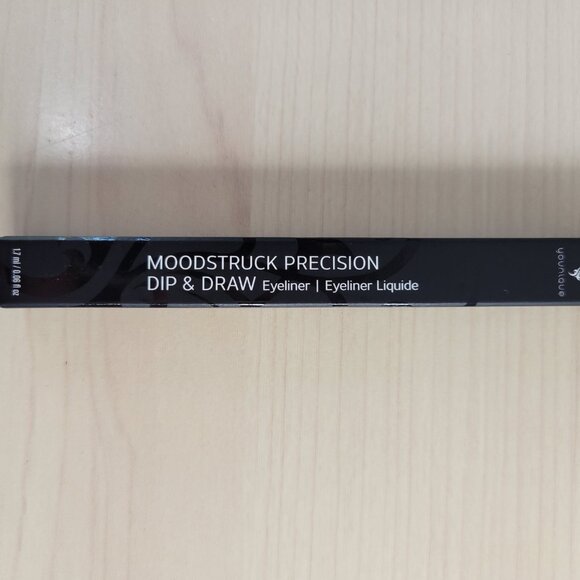 1.7 ml / 0.06 fl oz
MOODSTRUCK PRECISION
DIP & DRAW Eyeliner | Eyeliner Liquide
younique